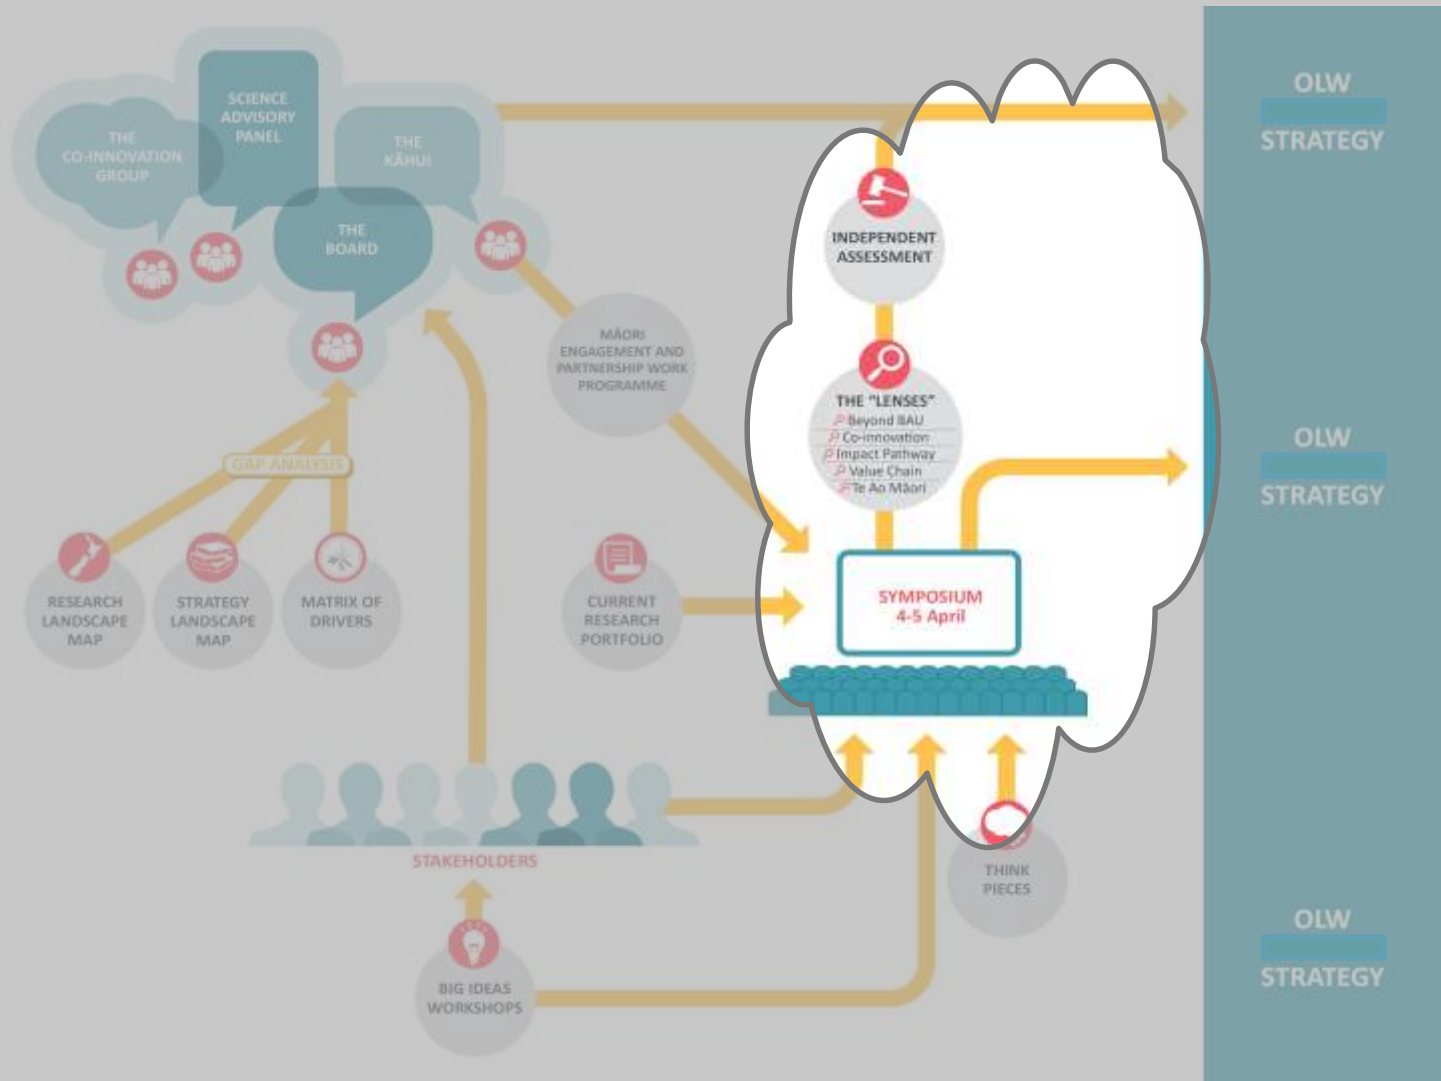 THE
CO-INNOVATION
GROUP
SCIENCE
ADVISORY
PANEL
THE
KĀHUI
THE
BOARD
MĀORI
ENGAGEMENT AND
PARTNERSHIP WORK
PROGRAMME
GAP ANALYSIS
RESEARCH
LANDSCAPE
MAP
STRATEGY
LANDSCAPE
MAP
MATRIX OF
DRIVERS
CURRENT
RESEARCH
PORTFOLIO
INDEPENDENT
ASSESSMENT
THE "LENSES"
Beyond BAU
Co-innovation
Impact Pathway
Value Chain
Te Ao Māori
SYMPOSIUM
4-5 April
STAKEHOLDERS
BIG IDEAS
WORKSHOPS
THINK
PIECES
OLW
STRATEGY
OLW
STRATEGY
OLW
STRATEGY